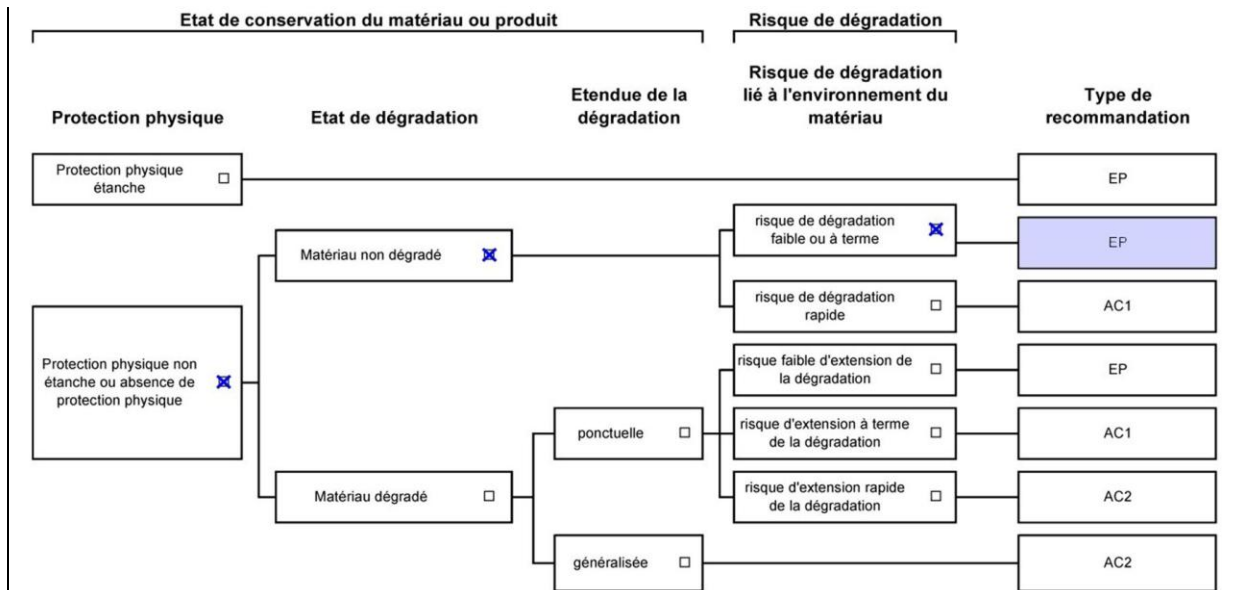 Etat de conservation du matériau ou produit
Risque de dégradation
Protection physique
Etat de dégradation
Etendue de la
dégradation
Risque de dégradation
lié à l'environnement du
matériau
Type de
recommandation
Protection physique
étanche
EP
Protection physique non
étanche ou absence de
protection physique
Matériau non dégradé
risque de dégradation
faible ou à terme
EP
risque de dégradation
rapide
AC1
Matériau dégradé
ponctuelle
risque faible d'extension de
la dégradation
EP
risque d'extension à terme
de la dégradation
AC1
risque d'extension rapide
de la dégradation
AC2
généralisée
AC2